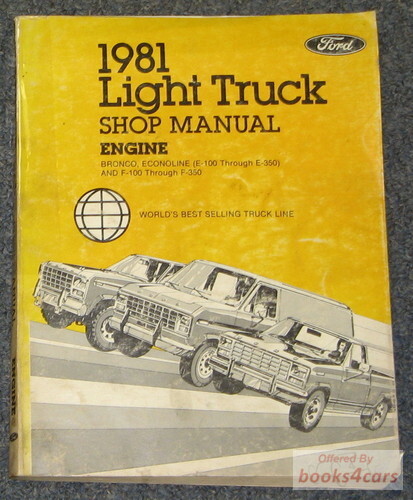 Ford
1981
Light Truck
SHOP MANUAL
ENGINE
BRONCO, ECONOLINE (E-100 Through E-350)
AND F-100 Through F-350
WORLD'S BEST SELLING TRUCK LINE
Offered By
books4cars